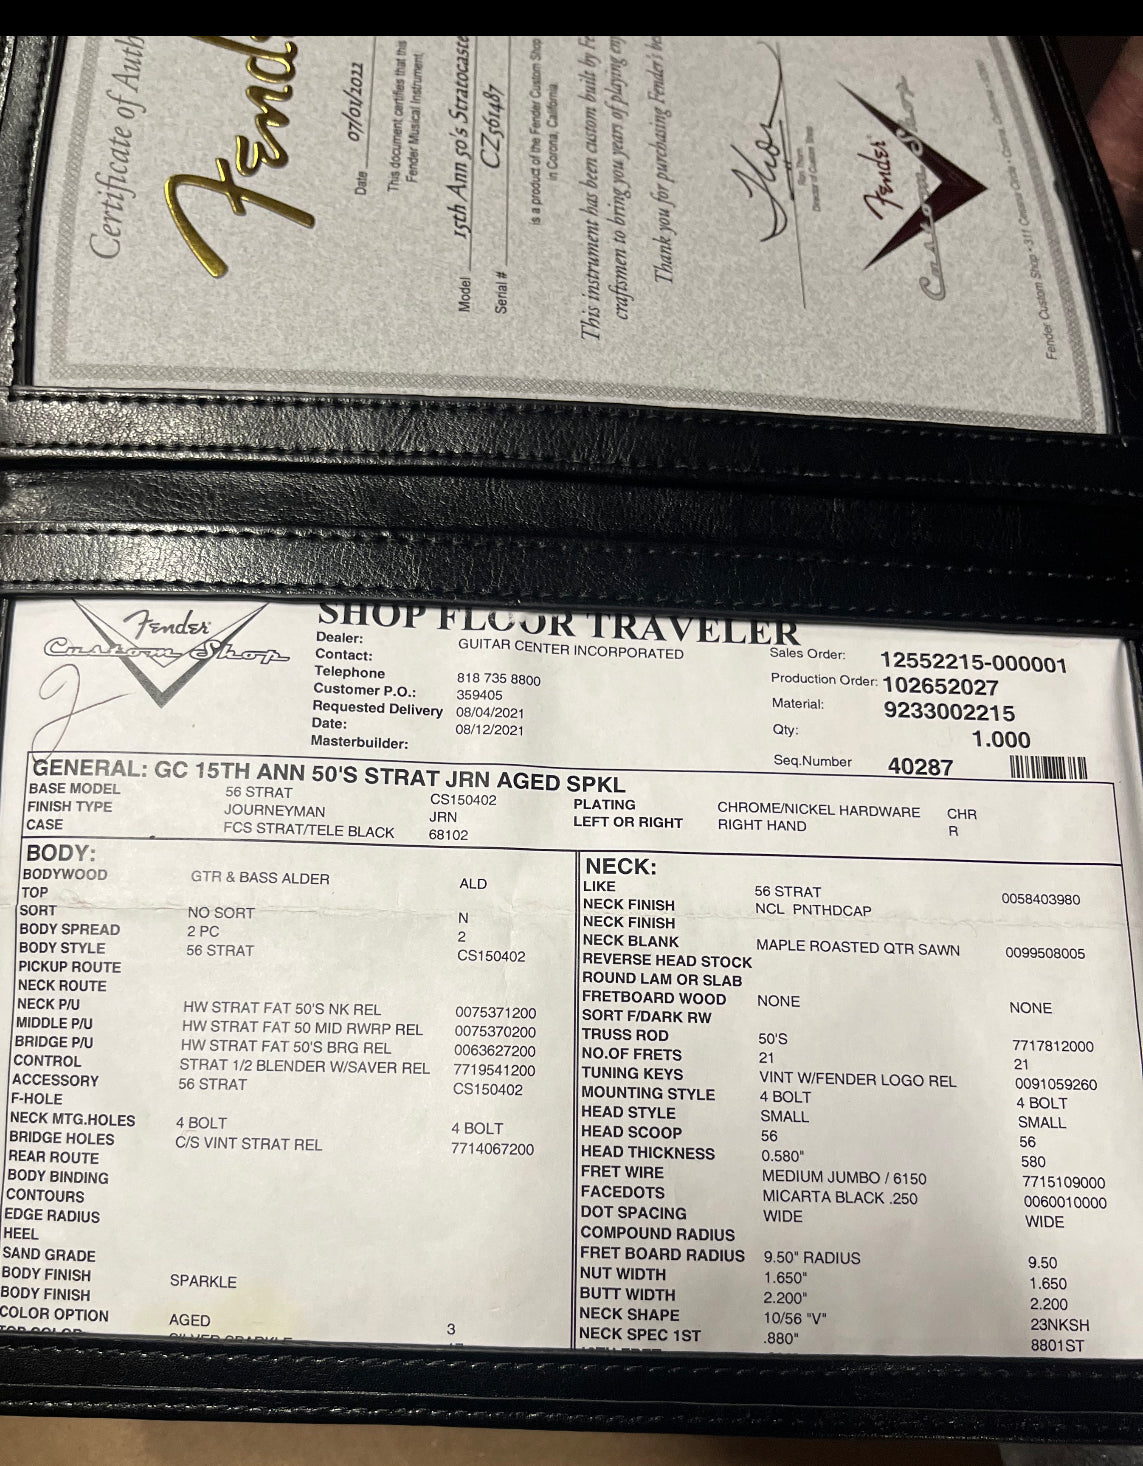 Certificate of Auth
Fend
Date 07/01/2022
This document certifies that this
Fender Musical Instrument,
Model 15th Ann 50's Stratocaste
Serial # CZ561487
is a product of the Fender Custom Shop
in Corona, California.
This instrument has been custom built by Fe
craftsmen to bring you years of playing enj
Thank you for purchasing Fender's be
Director of Custom Shop
Fender
Custom Shop
Fender Custom Shop • 311 Cessna Circle • Corona, California
Fender
Custom Shop
SHOP FLOOR TRAVELER
Dealer: GUITAR CENTER INCORPORATED
Contact:
Telephone 818 735 8800
Customer P.O.: 359405
Requested Delivery 08/04/2021
Date: 08/12/2021
Masterbuilder:
Sales Order: 12552215-000001
Production Order: 102652027
Material: 9233002215
Qty: 1.000
Seq.Number 40287
GENERAL: GC 15TH ANN 50'S STRAT JRN AGED SPKL
BASE MODEL 56 STRAT CS150402 PLATING CHROME/NICKEL HARDWARE CHR
FINISH TYPE JOURNEYMAN JRN LEFT OR RIGHT RIGHT HAND R
CASE FCS STRAT/TELE BLACK 68102
BODY:
BODYWOOD GTR & BASS ALDER ALD
TOP
SORT NO SORT N
BODY SPREAD 2 PC 2
BODY STYLE 56 STRAT CS150402
PICKUP ROUTE
NECK ROUTE
NECK P/U HW STRAT FAT 50'S NK REL 0075371200
MIDDLE P/U HW STRAT FAT 50 MID RWRP REL 0075370200
BRIDGE P/U HW STRAT FAT 50'S BRG REL 0063627200
CONTROL STRAT 1/2 BLENDER W/SAVER REL 7719541200
ACCESSORY 56 STRAT CS150402
F-HOLE
NECK MTG.HOLES 4 BOLT 4 BOLT
BRIDGE HOLES C/S VINT STRAT REL 7714067200
REAR ROUTE
BODY BINDING
CONTOURS
EDGE RADIUS
HEEL
SAND GRADE
BODY FINISH SPARKLE
BODY FINISH
COLOR OPTION AGED 3
TOP COLOR SILVER SPARKLE
NECK:
LIKE 56 STRAT 0058403980
NECK FINISH NCL PNTHDCAP
NECK FINISH
NECK BLANK MAPLE ROASTED QTR SAWN 0099508005
REVERSE HEAD STOCK
ROUND LAM OR SLAB
FRETBOARD WOOD NONE NONE
SORT F/DARK RW
TRUSS ROD 50'S 7717812000
NO.OF FRETS 21 21
TUNING KEYS VINT W/FENDER LOGO REL 0091059260
MOUNTING STYLE 4 BOLT 4 BOLT
HEAD STYLE SMALL SMALL
HEAD SCOOP 56 56
HEAD THICKNESS 0.580" 580
FRET WIRE MEDIUM JUMBO / 6150 7715109000
FACEDOTS MICARTA BLACK .250 0060010000
DOT SPACING WIDE WIDE
COMPOUND RADIUS
FRET BOARD RADIUS 9.50" RADIUS 9.50
NUT WIDTH 1.650" 1.650
BUTT WIDTH 2.200" 2.200
NECK SHAPE 10/56 "V" 23NKSH
NECK SPEC 1ST .880" 8801ST